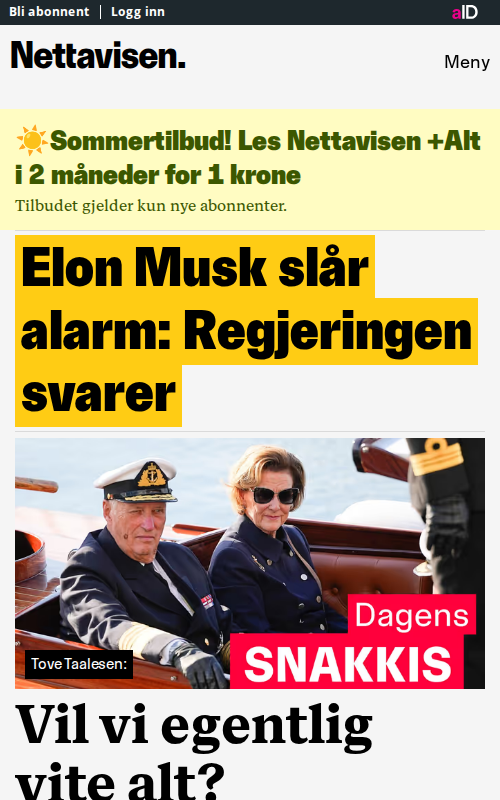 Bli abonnent | Logg inn
aID
Nettavisen.
Meny
☀️Sommertilbud! Les Nettavisen +Alt
i 2 måneder for 1 krone
Tilbudet gjelder kun nye abonnenter.
Elon Musk slår
alarm: Regjeringen
svarer
Dagens
SNAKKIS
Tove Taalesen:
Vil vi egentlig
vite alt?